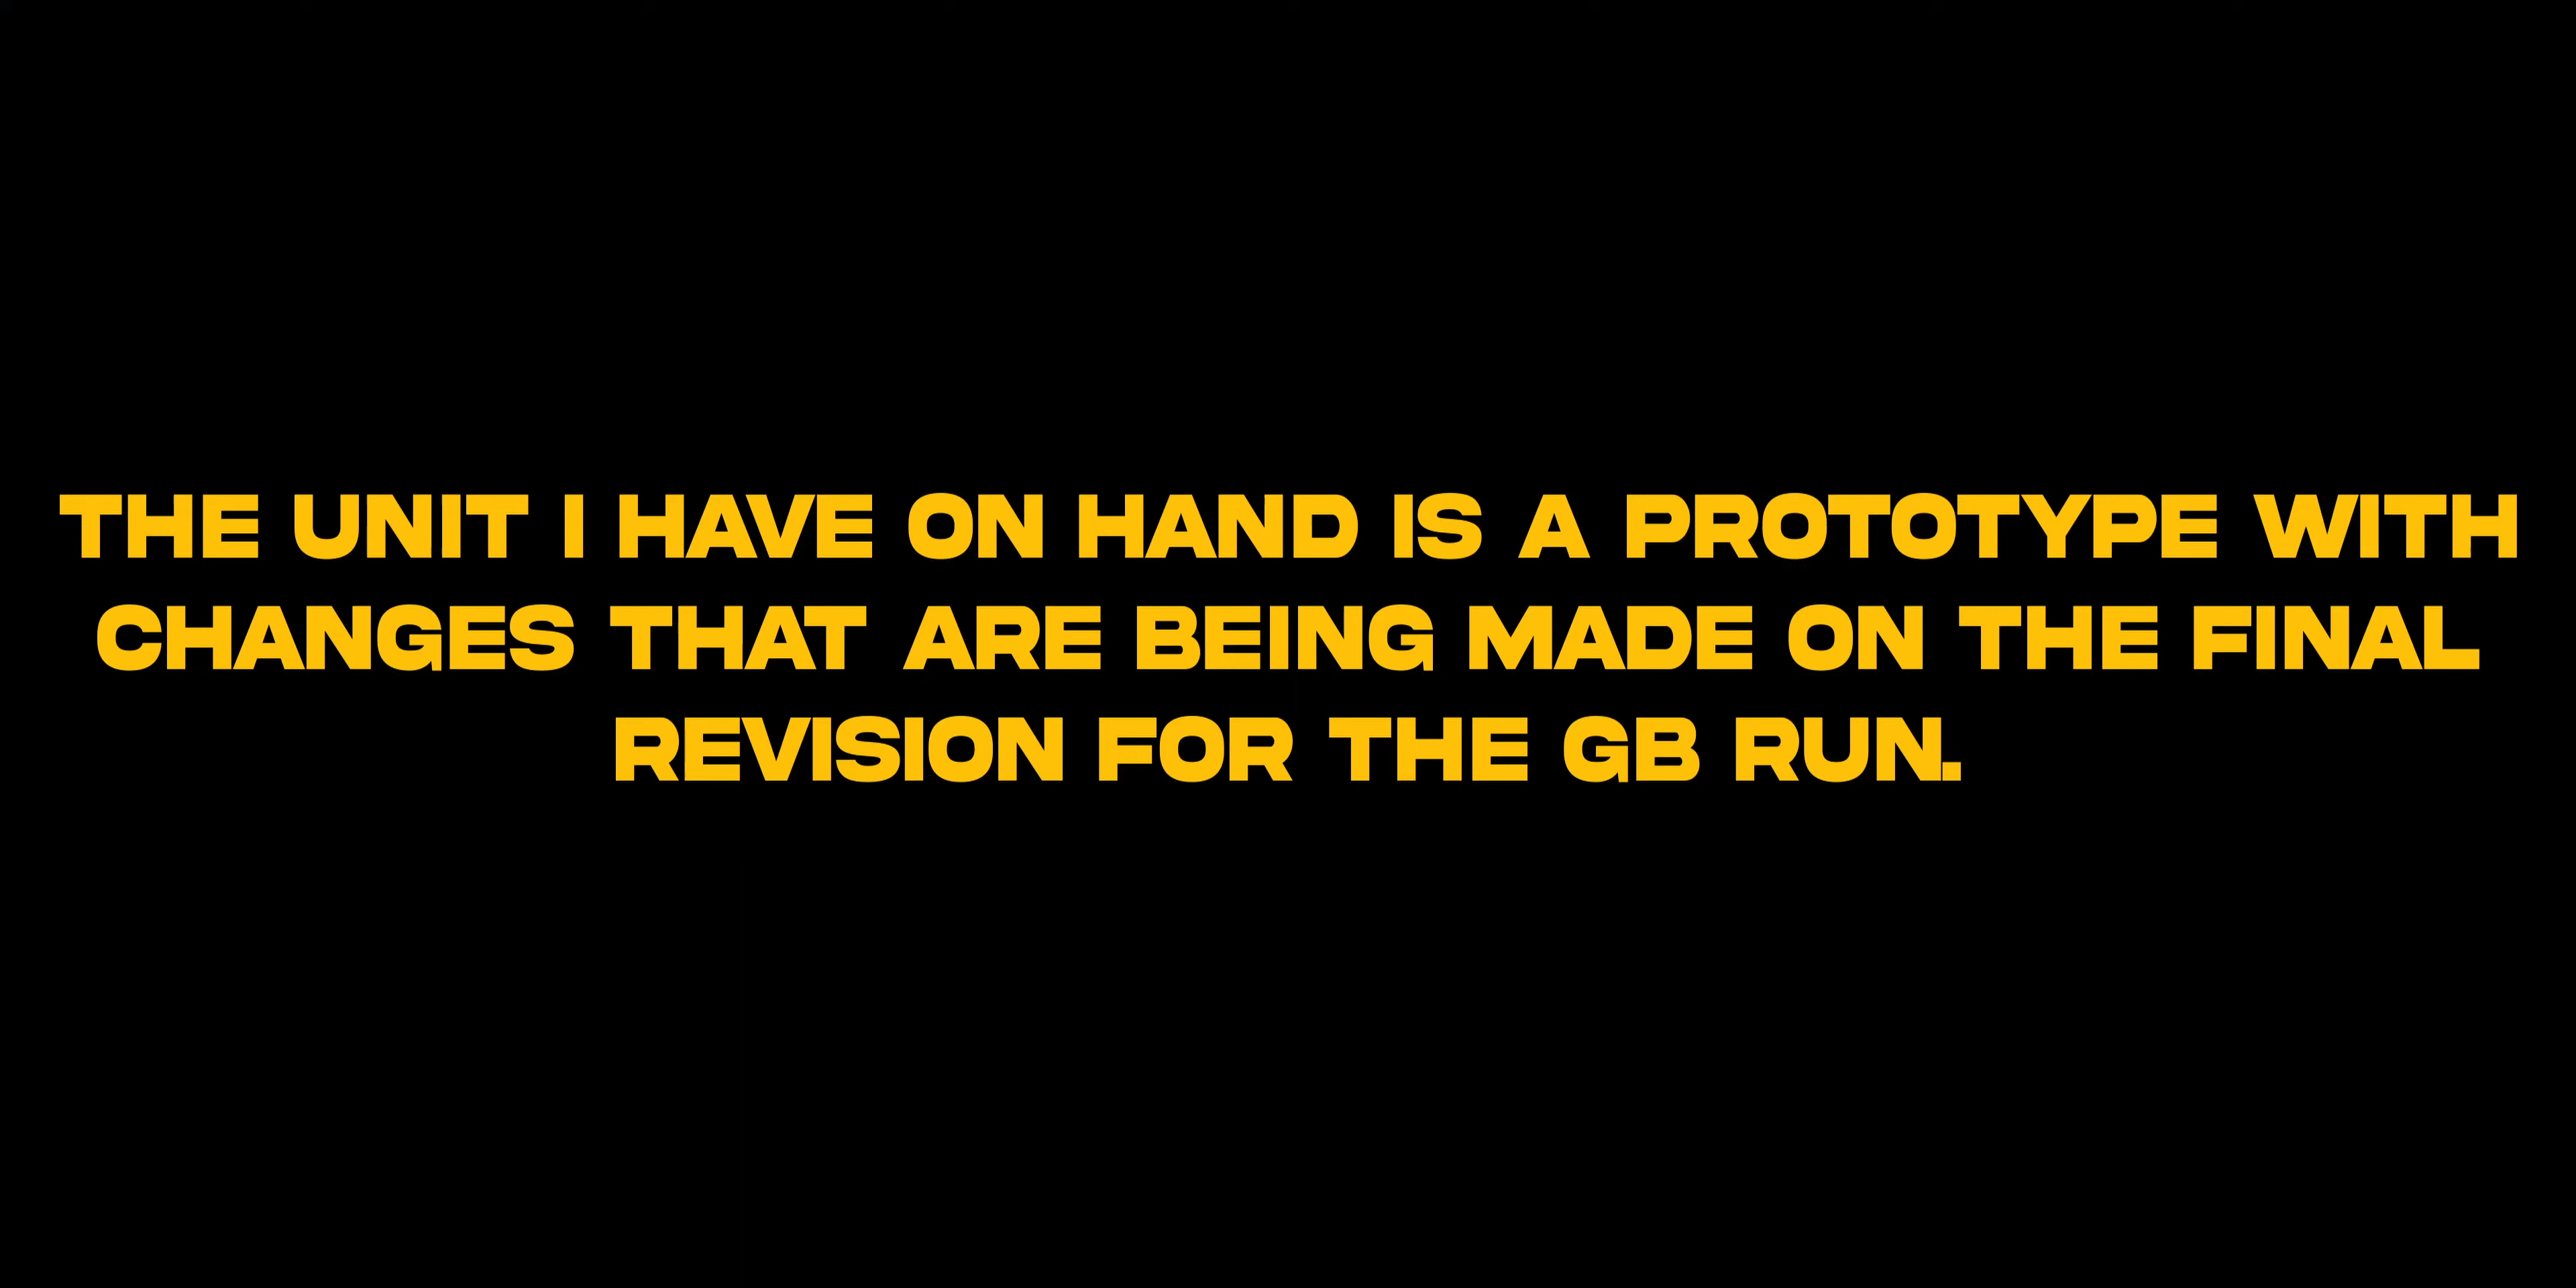 THE UNIT I HAVE ON HAND IS A PROTOTYPE WITH
CHANGES THAT ARE BEING MADE ON THE FINAL
REVISION FOR THE GB RUN.